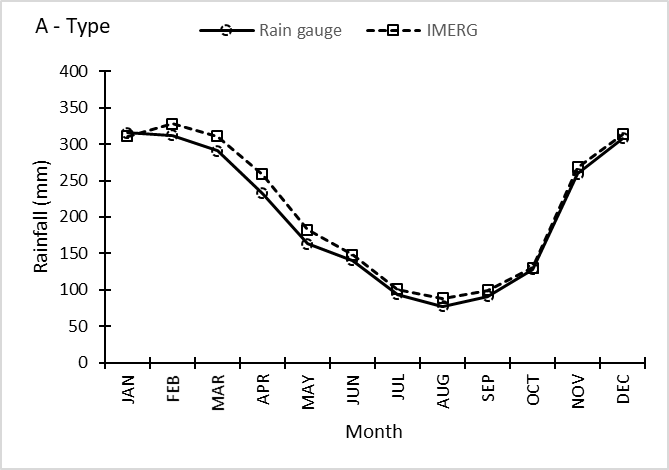 A - Type
Rain gauge
IMERG
400
350
300
250
200
150
100
50
0
Rainfall (mm)
JAN
FEB
MAR
APR
MAY
JUN
JUL
AUG
SEP
OCT
NOV
DEC
Month